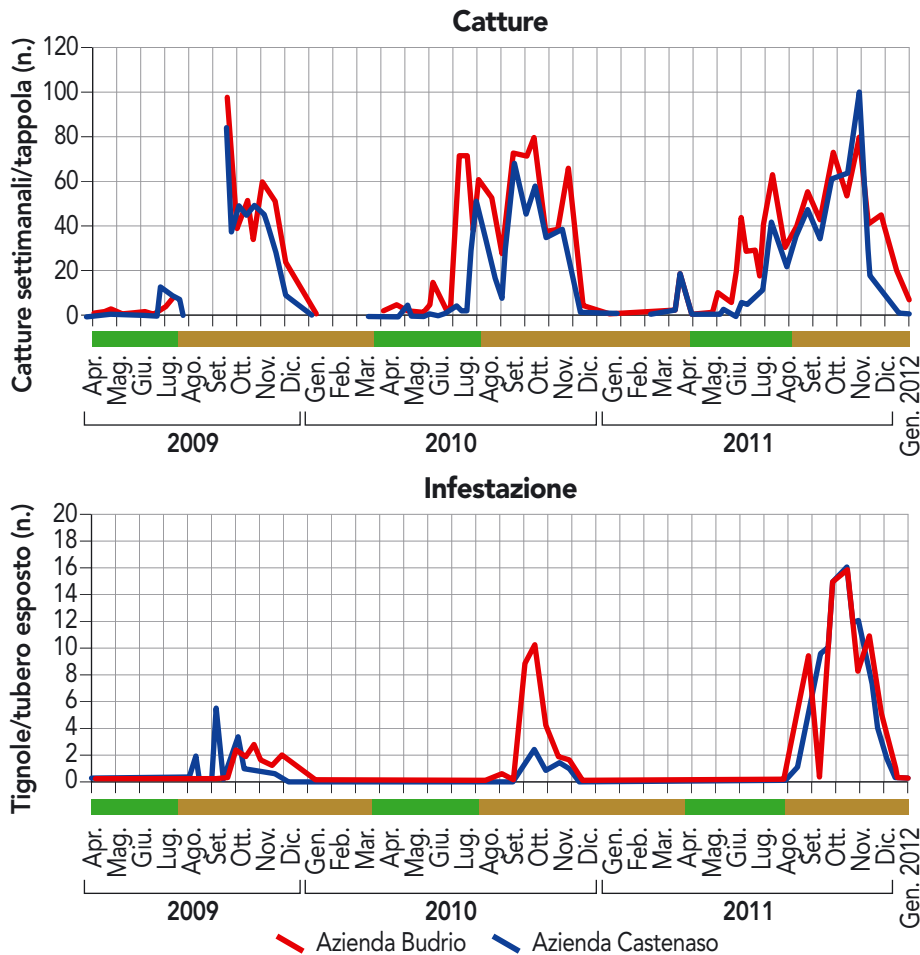 Catture
Catture settimanali/tappola (n.)
120
100
80
60
40
20
0
Apr. Mag. Giu. Lug. Ago. Set. Ott. Nov. Dic. Gen. Feb. Mar. Apr. Mag. Giu. Lug. Ago. Set. Ott. Nov. Dic. Gen. Feb. Mar. Apr. Mag. Giu. Lug. Ago. Set. Ott. Nov. Dic. Gen. 2012
2009 2010 2011
Infestazione
Tignole/tubero esposto (n.)
20
18
16
14
12
10
8
6
4
2
0
Apr. Mag. Giu. Lug. Ago. Set. Ott. Nov. Dic. Gen. Feb. Mar. Apr. Mag. Giu. Lug. Ago. Set. Ott. Nov. Dic. Gen. Feb. Mar. Apr. Mag. Giu. Lug. Ago. Set. Ott. Nov. Dic. Gen. 2012
2009 2010 2011
Azienda Budrio Azienda Castenaso